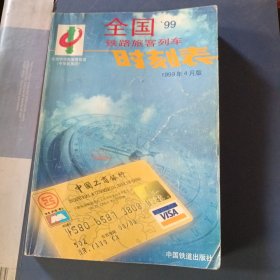 全国 '99
铁路旅客列车
时刻表
1999年4月版
中国工商银行
VISA
中国铁道出版社